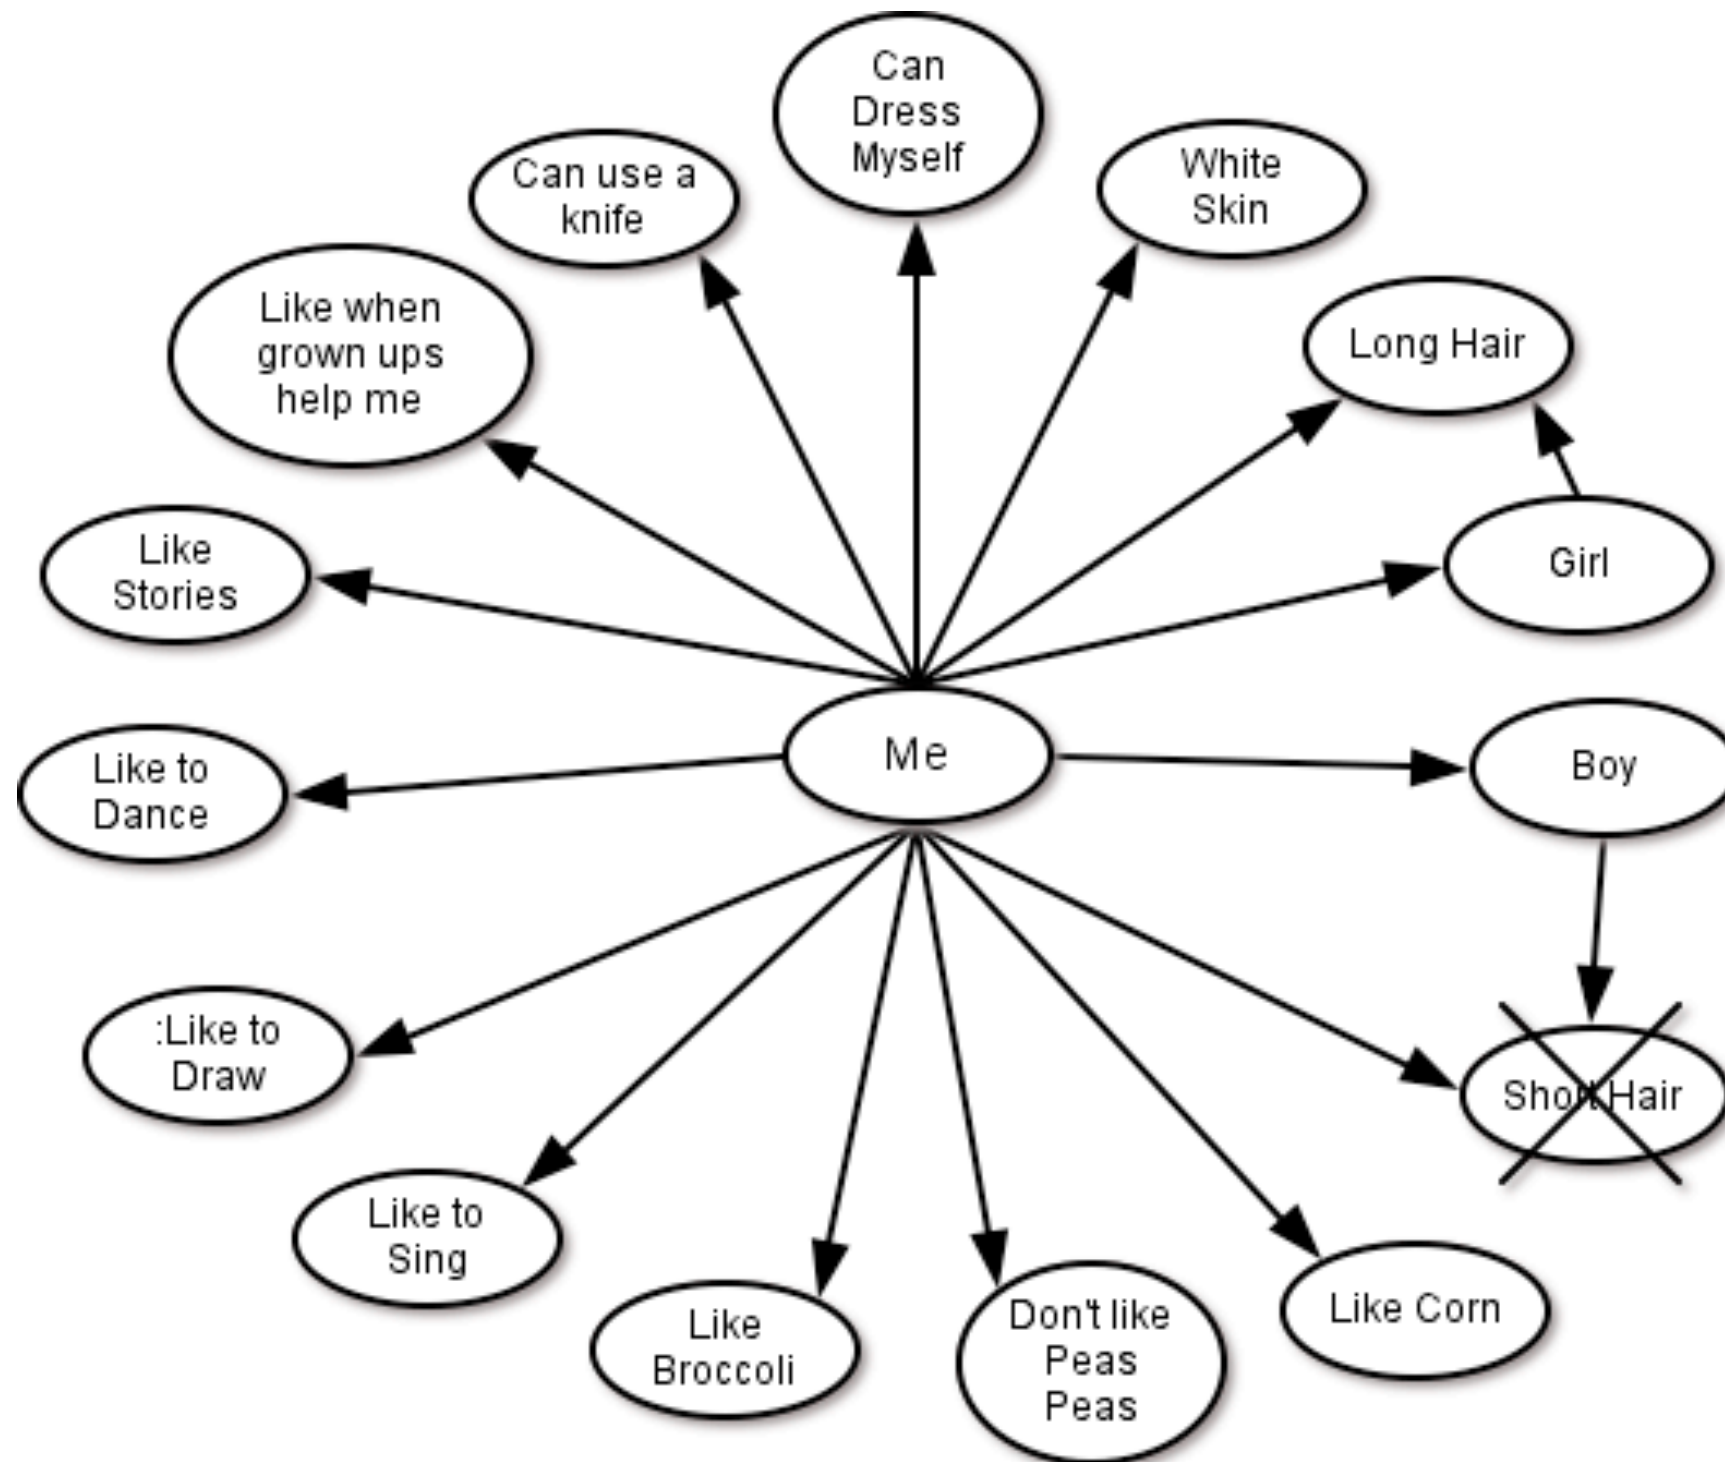 Can
Dress
Myself
Can use a
knife
White
Skin
Like when
grown ups
help me
Long Hair
Like
Stories
Girl
Me
Boy
Like to
Dance
:Like to
Draw
Short Hair
Like to
Sing
Like
Broccoli
Don't like
Peas
Peas
Like Corn